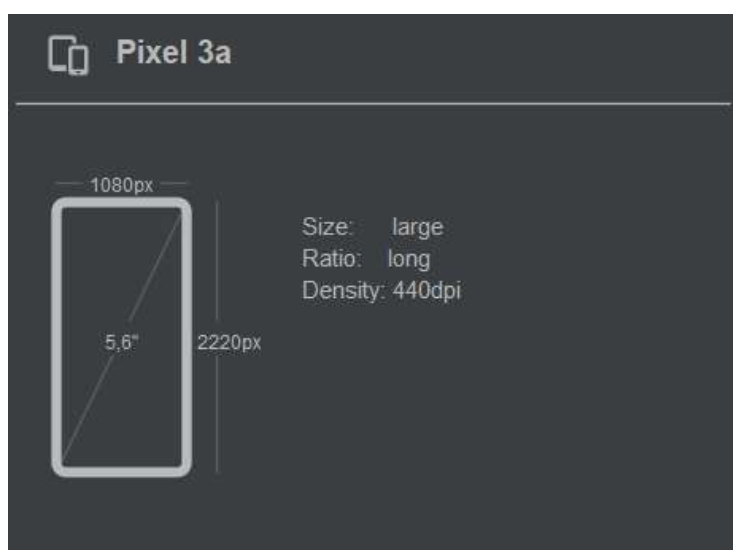 Pixel 3a
1080px
Size: large
Ratio: long
Density: 440dpi
5,6"
2220px